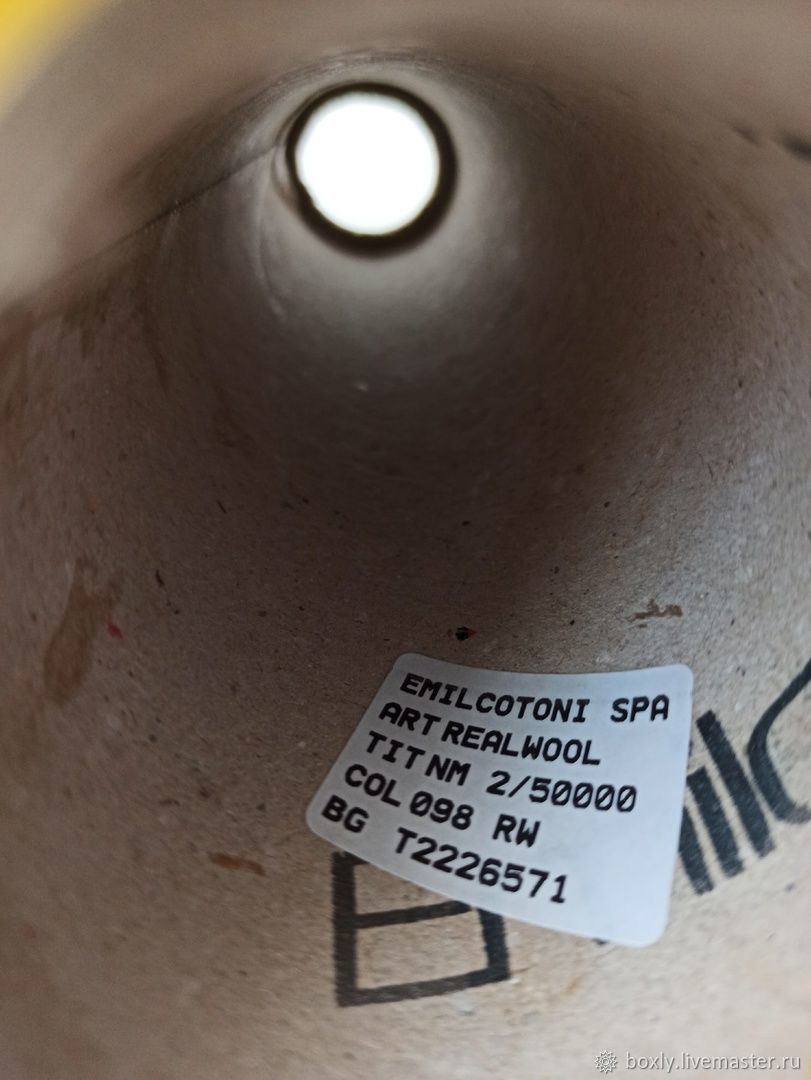 EMILCOTONI SPA
ART REALWOOL
TIT NM 2/50000
COL 098 RW
BG T2226571
boxly.livemaster.ru